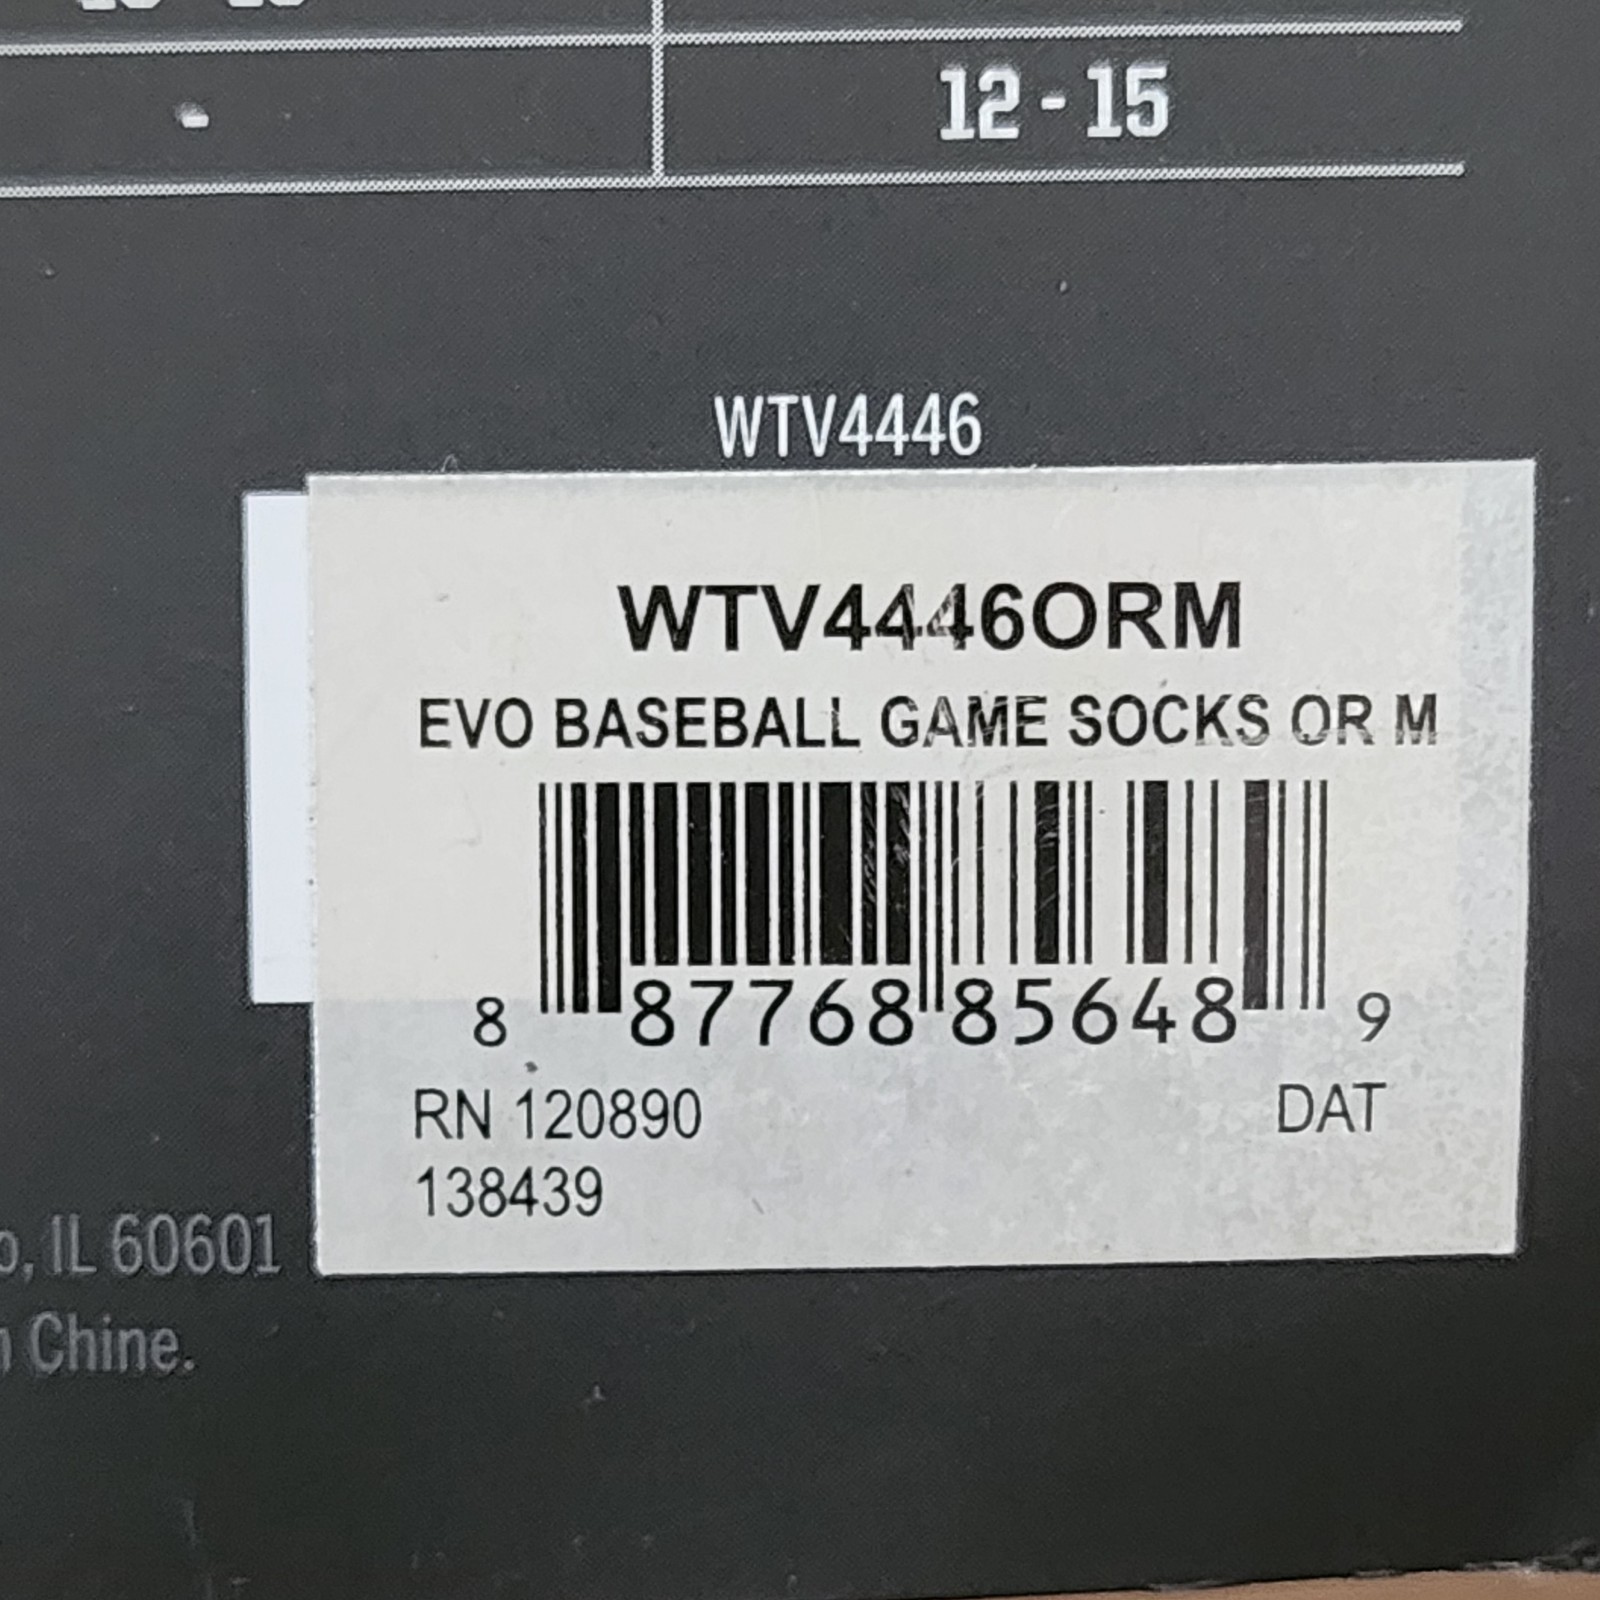 12 - 15
-
WTV4446
WTV4446ORM
EVO BASEBALL GAME SOCKS OR M
8 87768 85648 9
RN 120890
DAT
138439
IL 60601
Chine.